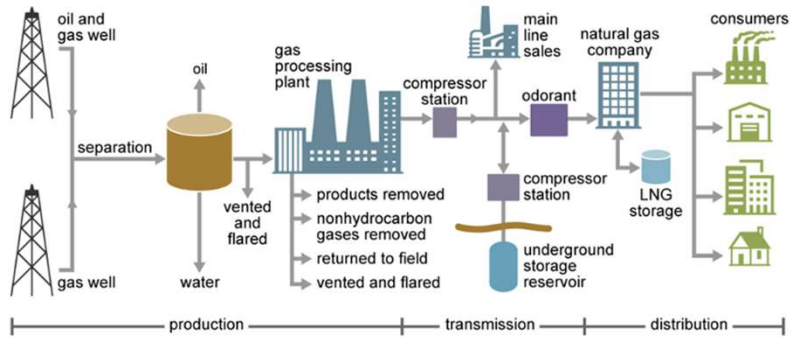 oil and
gas well
oil
separation
gas well
water
vented
and
flared
gas
processing
plant
products removed
nonhydrocarbon
gases removed
returned to field
vented and flared
compressor
station
main
line
sales
odorant
compressor
station
underground
storage
reservoir
natural gas
company
LNG
storage
consumers
production
transmission
distribution